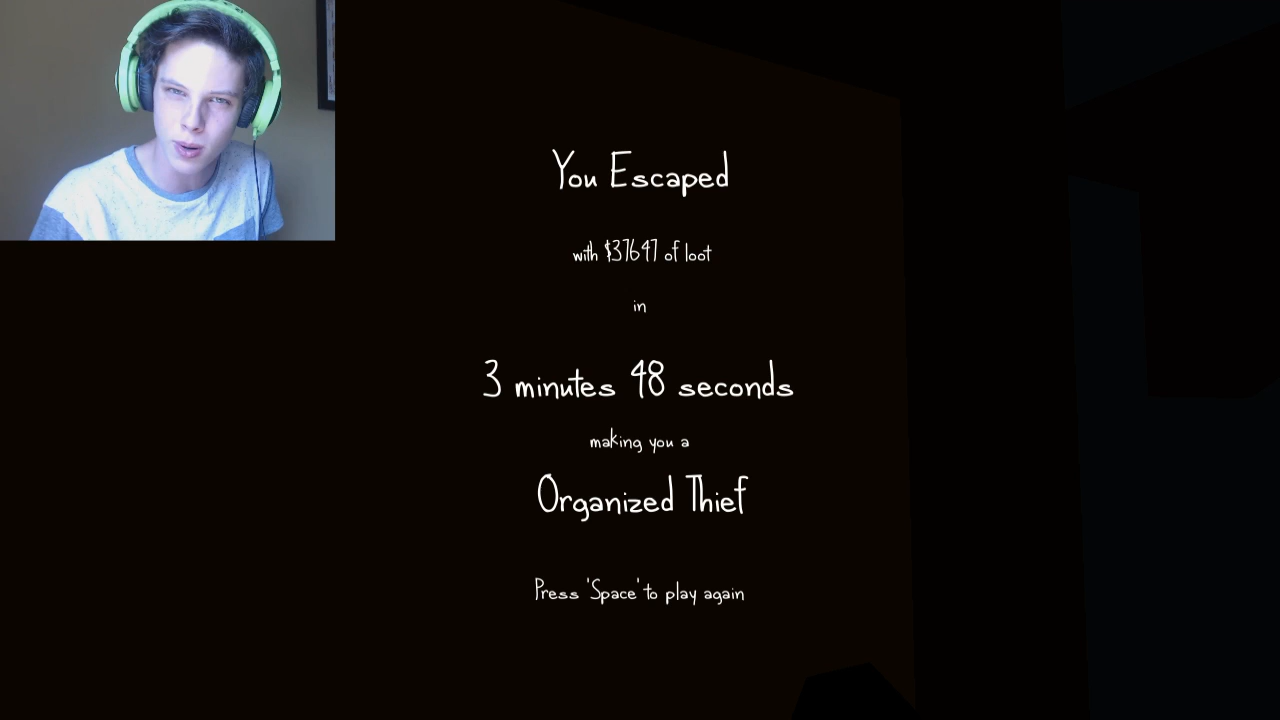 You Escaped
with $37647 of loot
in
3 minutes 48 seconds
making you a
Organized Thief
Press 'Space' to play again